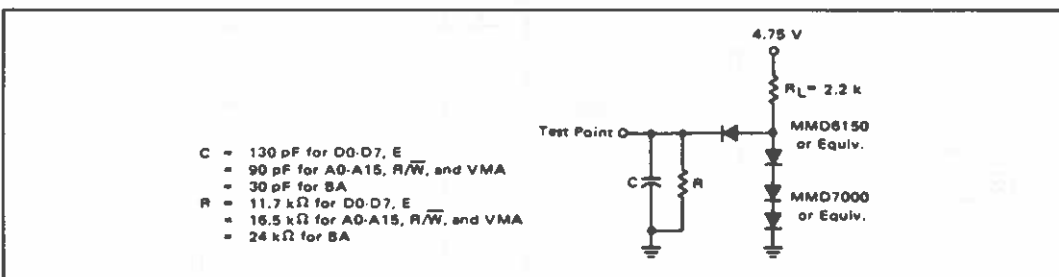 4.75 V
RL= 2.2 k
Test Point
MMD6150
or Equiv.
C = 130 pF for D0-D7, E
= 90 pF for A0-A15, R/W̅, and VMA
= 30 pF for BA
R = 11.7 kΩ for D0-D7, E
= 16.5 kΩ for A0-A15, R/W̅, and VMA
= 24 kΩ for BA
C
R
MMD7000
or Equiv.